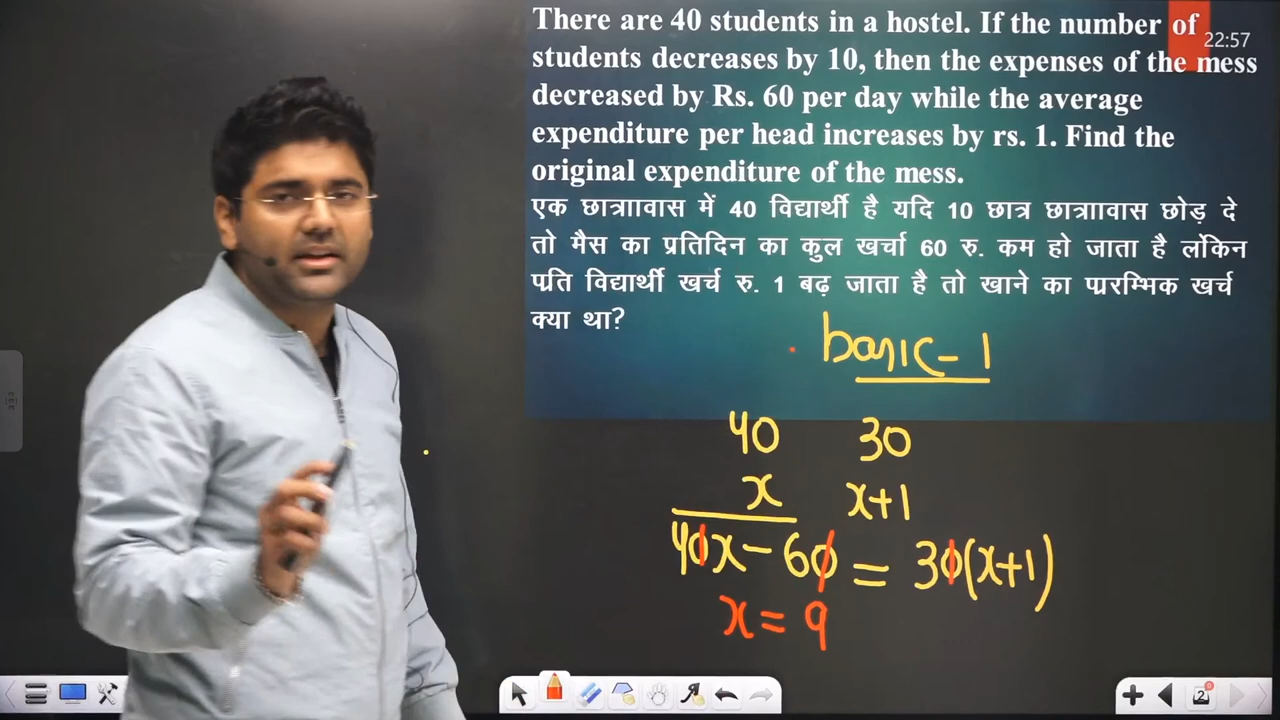 There are 40 students in a hostel. If the number of
22:57
students decreases by 10, then the expenses of the mess
decreased by Rs. 60 per day while the average
expenditure per head increases by rs. 1. Find the
original expenditure of the mess.
एक छात्राावास में 40 विद्यार्थी है यदि 10 छात्र छात्राावास छोड़ दे
तो मैस का प्रतिदिन का कुल खर्चा 60 रु. कम हो जाता है लेकिन
प्रति विद्यार्थी खर्च रु. 1 बढ़ जाता है तो खाने का प्रारम्भिक खर्च
क्या था?
basic-1
40 30
x x+1
40x-60 = 30(x+1)
x = 9
2